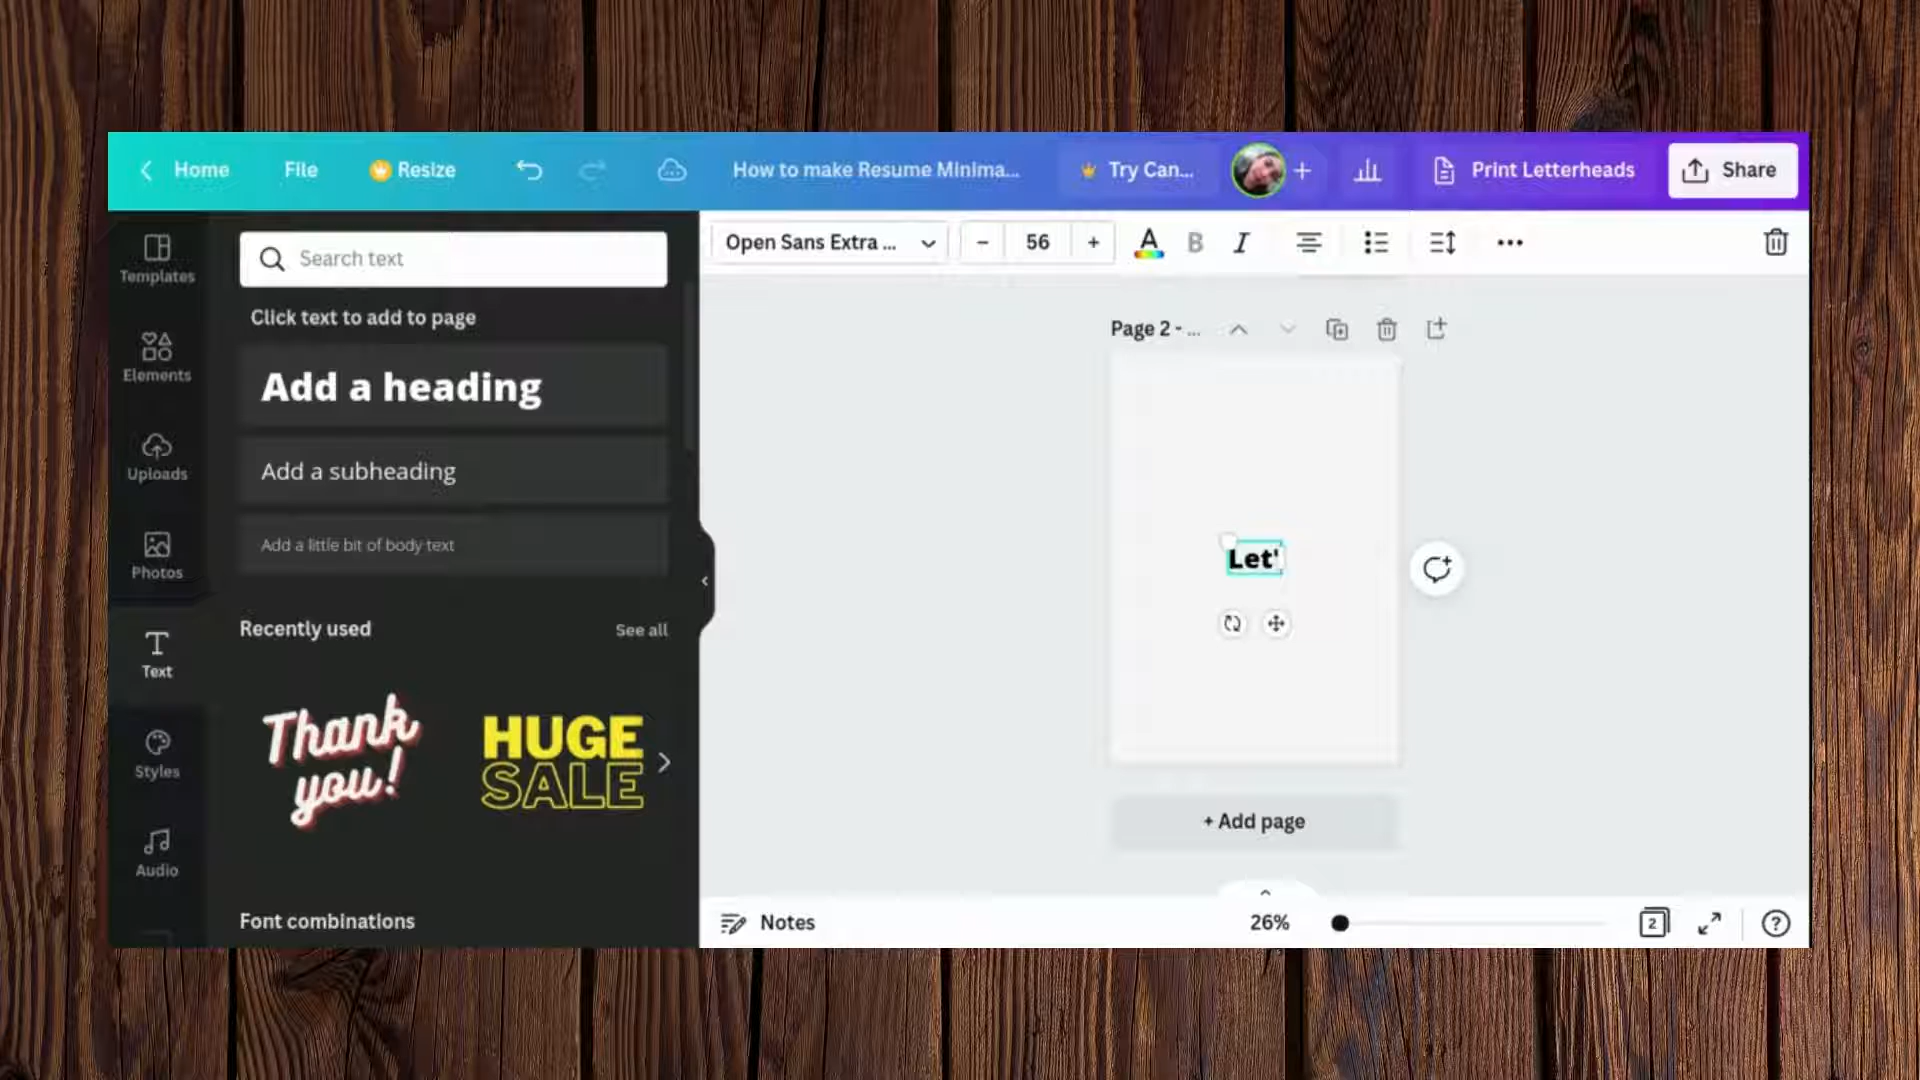 Home
File
Resize
How to make Resume Minima...
Try Can...
Print Letterheads
Share
Templates
Elements
Uploads
Photos
Text
Styles
Audio
Search text
Click text to add to page
Add a heading
Add a subheading
Add a little bit of body text
Recently used
See all
Thank
you!
HUGE
SALE
Font combinations
Open Sans Extra ...
- 56 +
A B I
Page 2 - ...
Let'
+ Add page
Notes
26%
2
?